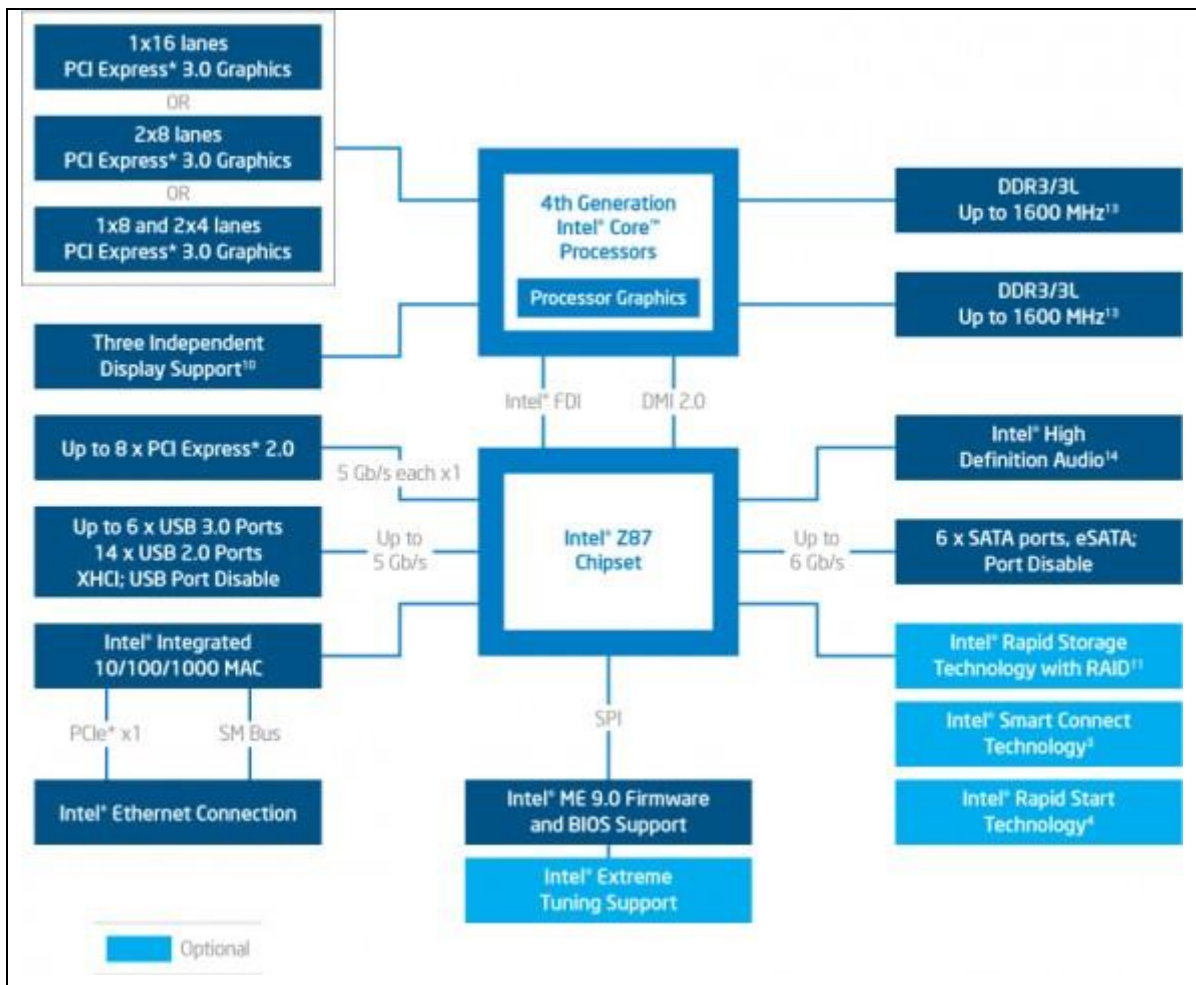 1x16 lanes
PCI Express* 3.0 Graphics
OR
2x8 lanes
PCI Express* 3.0 Graphics
OR
1x8 and 2x4 lanes
PCI Express* 3.0 Graphics
4th Generation
Intel® Core™
Processors
Processor Graphics
DDR3/3L
Up to 1600 MHz¹³
DDR3/3L
Up to 1600 MHz¹³
Three Independent
Display Support¹⁰
Intel® FDI
DMI 2.0
Up to 8 x PCI Express* 2.0
5 Gb/s each x1
Intel® High
Definition Audio¹⁴
Up to 6 x USB 3.0 Ports
14 x USB 2.0 Ports
XHCI; USB Port Disable
Up to
5 Gb/s
Intel® Z87
Chipset
Up to
6 Gb/s
6 x SATA ports, eSATA;
Port Disable
Intel® Integrated
10/100/1000 MAC
Intel® Rapid Storage
Technology with RAID¹¹
PCIe* x1
SM Bus
SPI
Intel® Smart Connect
Technology³
Intel® Ethernet Connection
Intel® ME 9.0 Firmware
and BIOS Support
Intel® Rapid Start
Technology⁴
Intel® Extreme
Tuning Support
Optional